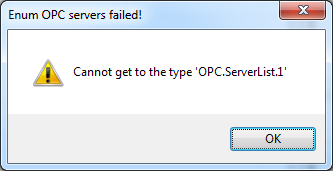 Enum OPC servers failed!
Cannot get to the type 'OPC.ServerList.1'
OK